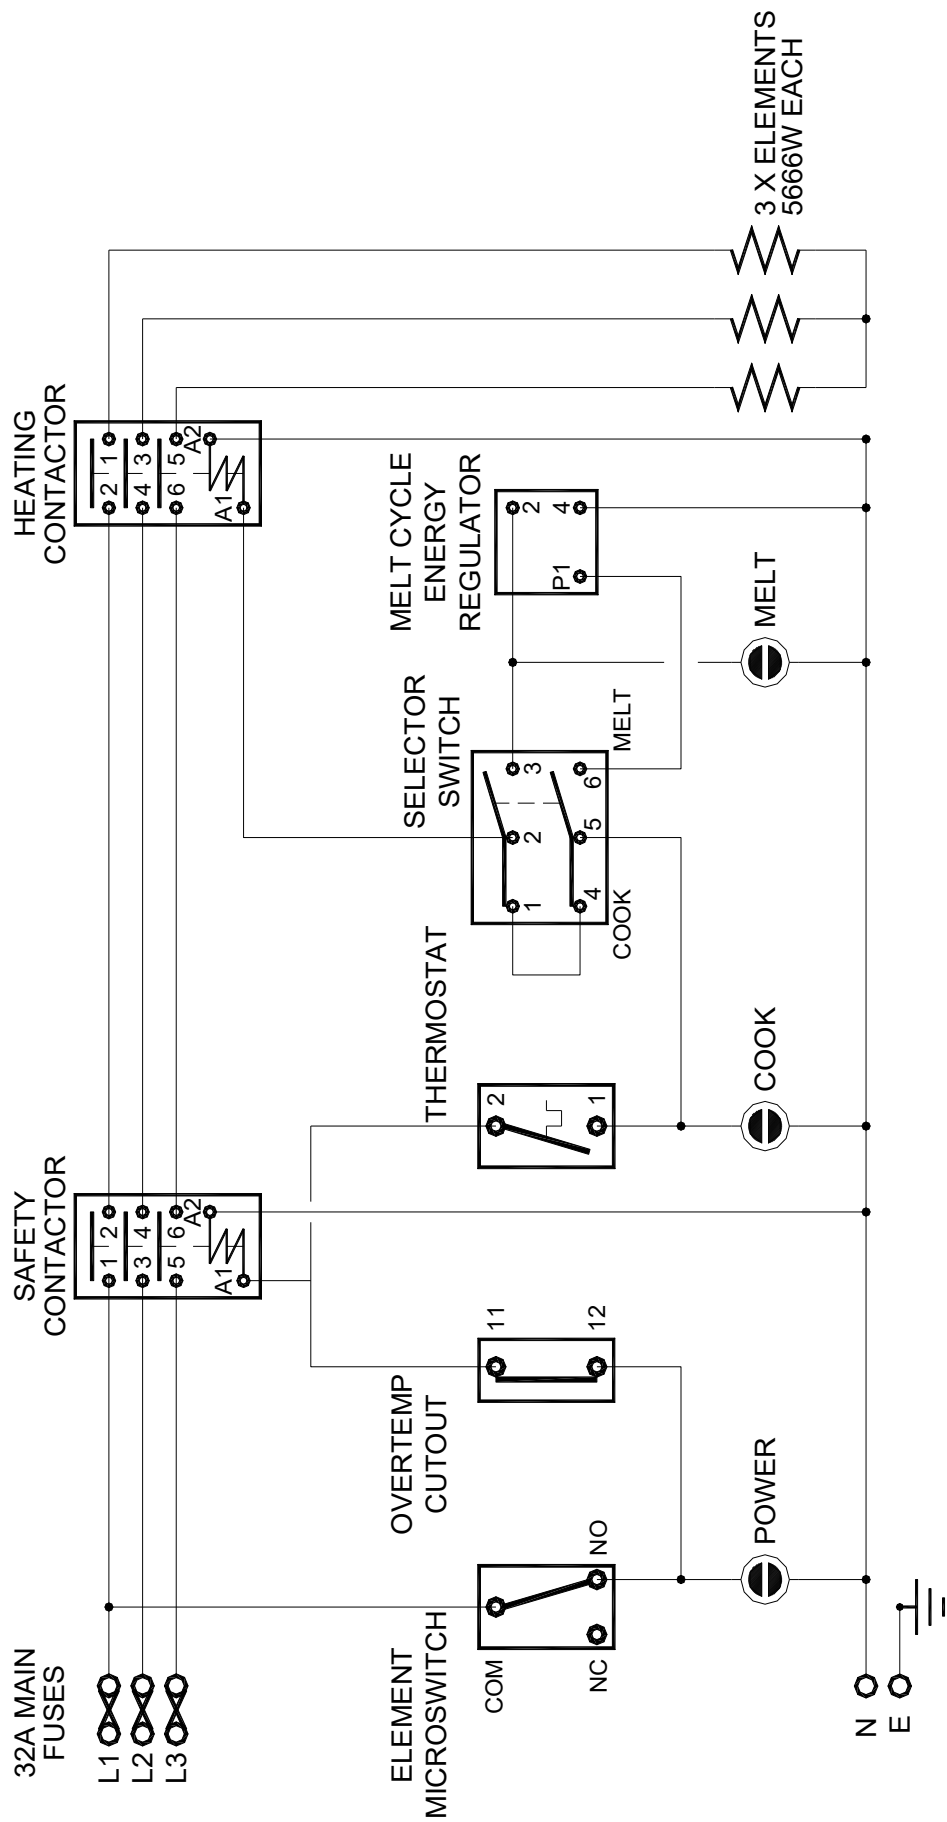 32A MAIN
FUSES
L1
L2
L3
SAFETY
CONTACTOR
1 2
3 4
5 6
A1
A2
HEATING
CONTACTOR
2 1
4 3
6 5
A1
A2
ELEMENT
MICROSWITCH
COM
NC
NO
OVERTEMP
CUTOUT
11
12
THERMOSTAT
2
1
SELECTOR
SWITCH
1 2 3
4 5 6
COOK
MELT
MELT CYCLE
ENERGY
REGULATOR
2
P1 4
POWER
COOK
MELT
3 X ELEMENTS
5666W EACH
N
E